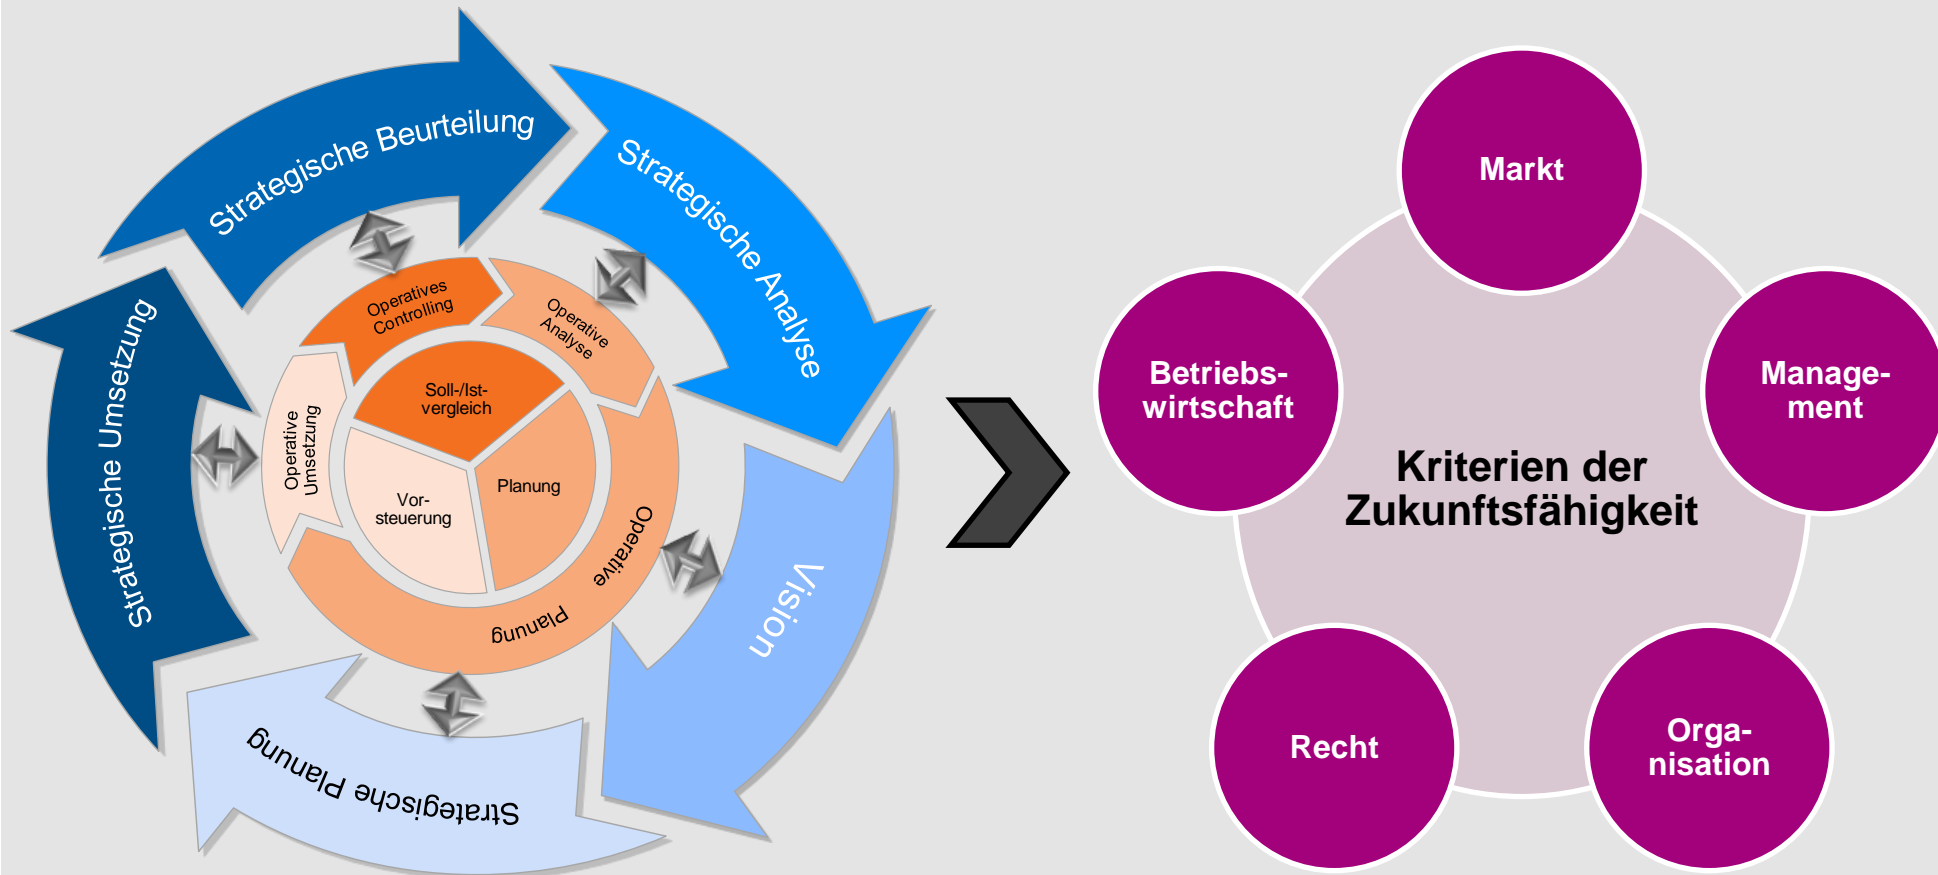 Strategische Beurteilung
Strategische Analyse
Vision
Strategische Planung
Strategische Umsetzung
Operatives
Controlling
Operative
Analyse
Operative
Planung
Operative
Umsetzung
Soll-/Ist-
vergleich
Planung
Vor-
steuerung
Markt
Manage-
ment
Orga-
nisation
Recht
Betriebs-
wirtschaft
Kriterien der
Zukunftsfähigkeit